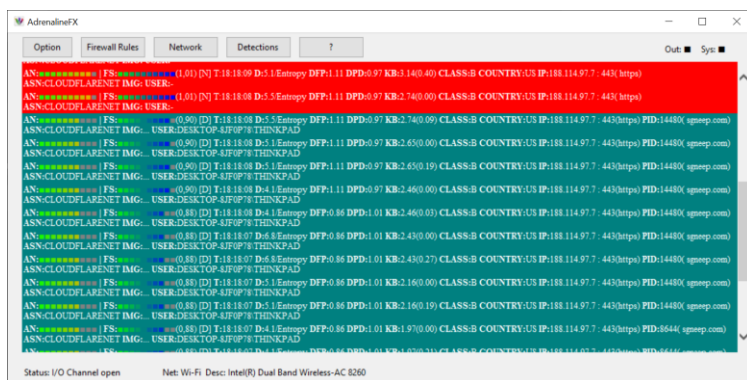 AdrenalineFX
Option Firewall Rules Network Detections ? Out: Sys:
AN: | FS: (1,01) [N] T:18:18:09 D:5.1/Entropy DFP:1.11 DPD:0.97 KB:3.14(0.40) CLASS:B COUNTRY:US IP:188.114.97.7 : 443( https)
ASN:CLOUDFLARENET IMG: USER:-
AN: | FS: (1,01) [N] T:18:18:08 D:5.5/Entropy DFP:1.11 DPD:0.97 KB:2.74(0.00) CLASS:B COUNTRY:US IP:188.114.97.7 : 443( https)
ASN:CLOUDFLARENET IMG: USER:-
AN: | FS: (0,90) [D] T:18:18:08 D:5.5/Entropy DFP:1.11 DPD:0.97 KB:2.74(0.09) CLASS:B COUNTRY:US IP:188.114.97.7 : 443(https) PID:14480( sgmeep.com)
ASN:CLOUDFLARENET IMG:... USER:DESKTOP-8JF0P78\THINKPAD
AN: | FS: (0,90) [D] T:18:18:08 D:5.1/Entropy DFP:1.11 DPD:0.97 KB:2.65(0.00) CLASS:B COUNTRY:US IP:188.114.97.7 : 443(https) PID:14480( sgmeep.com)
ASN:CLOUDFLARENET IMG:... USER:DESKTOP-8JF0P78\THINKPAD
AN: | FS: (0,90) [D] T:18:18:08 D:5.1/Entropy DFP:1.11 DPD:0.97 KB:2.65(0.19) CLASS:B COUNTRY:US IP:188.114.97.7 : 443(https) PID:14480( sgmeep.com)
ASN:CLOUDFLARENET IMG:... USER:DESKTOP-8JF0P78\THINKPAD
AN: | FS: (0,90) [D] T:18:18:08 D:4.1/Entropy DFP:1.11 DPD:0.97 KB:2.46(0.00) CLASS:B COUNTRY:US IP:188.114.97.7 : 443(https) PID:14480( sgmeep.com)
ASN:CLOUDFLARENET IMG:... USER:DESKTOP-8JF0P78\THINKPAD
AN: | FS: (0,88) [D] T:18:18:08 D:4.1/Entropy DFP:0.86 DPD:1.01 KB:2.46(0.03) CLASS:B COUNTRY:US IP:188.114.97.7 : 443(https) PID:14480( sgmeep.com)
ASN:CLOUDFLARENET IMG:... USER:DESKTOP-8JF0P78\THINKPAD
AN: | FS: (0,88) [D] T:18:18:07 D:6.8/Entropy DFP:0.86 DPD:1.01 KB:2.43(0.00) CLASS:B COUNTRY:US IP:188.114.97.7 : 443(https) PID:14480( sgmeep.com)
ASN:CLOUDFLARENET IMG:... USER:DESKTOP-8JF0P78\THINKPAD
AN: | FS: (0,88) [D] T:18:18:07 D:6.8/Entropy DFP:0.86 DPD:1.01 KB:2.43(0.27) CLASS:B COUNTRY:US IP:188.114.97.7 : 443(https) PID:14480( sgmeep.com)
ASN:CLOUDFLARENET IMG:... USER:DESKTOP-8JF0P78\THINKPAD
AN: | FS: (0,88) [D] T:18:18:07 D:5.1/Entropy DFP:0.86 DPD:1.01 KB:2.16(0.00) CLASS:B COUNTRY:US IP:188.114.97.7 : 443(https) PID:14480( sgmeep.com)
ASN:CLOUDFLARENET IMG:... USER:DESKTOP-8JF0P78\THINKPAD
AN: | FS: (0,88) [D] T:18:18:07 D:5.1/Entropy DFP:0.86 DPD:1.01 KB:2.16(0.19) CLASS:B COUNTRY:US IP:188.114.97.7 : 443(https) PID:14480( sgmeep.com)
ASN:CLOUDFLARENET IMG:... USER:DESKTOP-8JF0P78\THINKPAD
AN: | FS: (0,88) [D] T:18:18:07 D:4.1/Entropy DFP:0.86 DPD:1.01 KB:1.97(0.00) CLASS:B COUNTRY:US IP:188.114.97.7 : 443(https) PID:8644( sgmeep.com)
ASN:CLOUDFLARENET IMG:... USER:DESKTOP-8JF0P78\THINKPAD
Status: I/O Channel open Net: Wi-Fi Desc: Intel(R) Dual Band Wireless-AC 8260